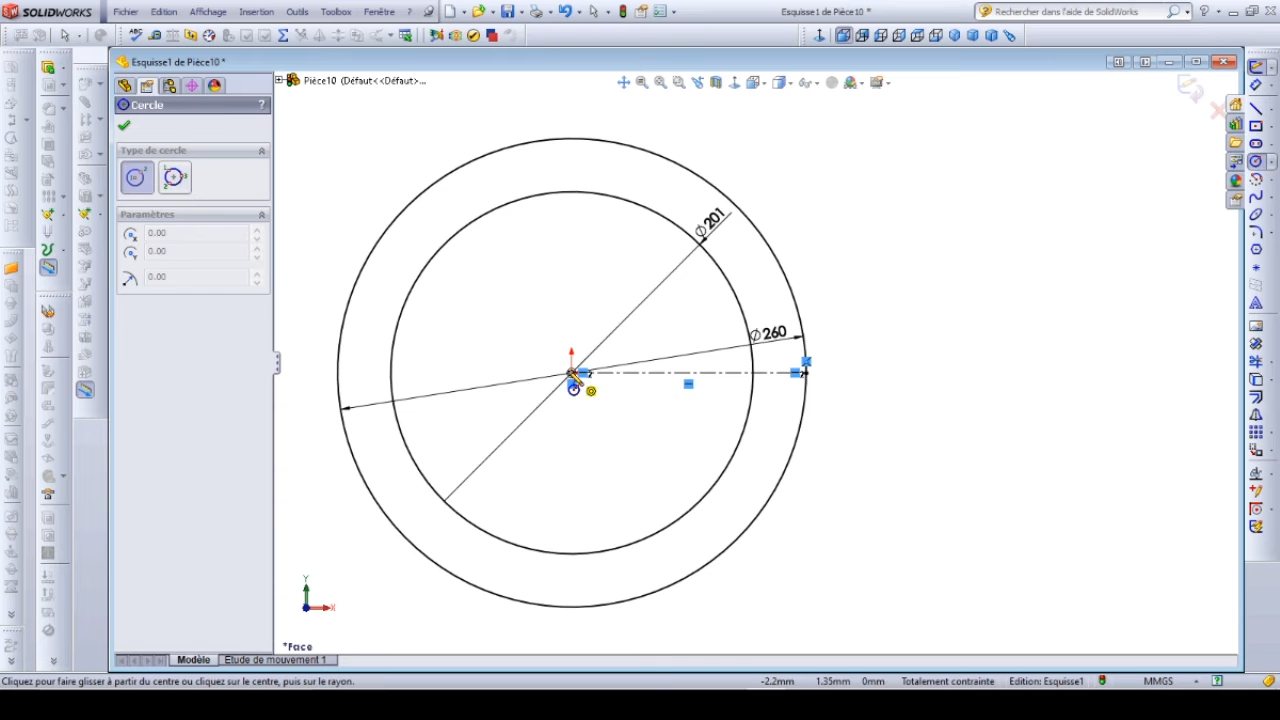 SOLIDWORKS
Fichier Edition Affichage Insertion Outils Toolbox Fenêtre ?
Esquisse1 de Pièce10 *
Rechercher dans l'aide de SolidWorks
?
Esquisse1 de Pièce10 *
Pièce10 (Défaut<<Défaut>...
Cercle ?
Type de cercle
Paramètres
0.00
0.00
0.00
Ø201
Ø260
Y
X
*Face
Modèle
Etude de mouvement 1
Cliquez pour faire glisser à partir du centre ou cliquez sur le centre, puis sur le rayon.
-2.2mm 1.35mm 0mm Totalement contrainte Edition: Esquisse1 MMGS ?